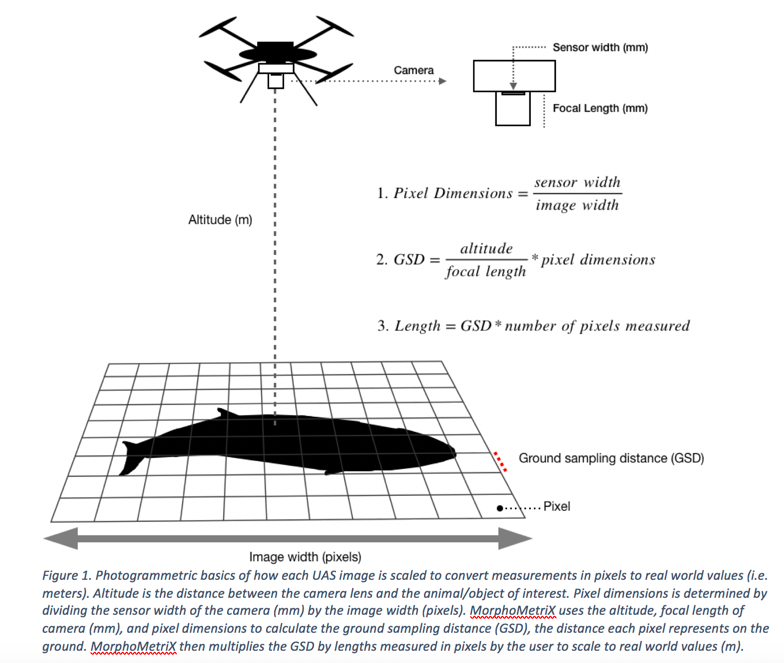 Sensor width (mm)
Camera
Focal Length (mm)
Altitude (m)
1. Pixel Dimensions = sensor width / image width
2. GSD = altitude / focal length * pixel dimensions
3. Length = GSD * number of pixels measured
Ground sampling distance (GSD)
Pixel
Image width (pixels)
Figure 1. Photogrammetric basics of how each UAS image is scaled to convert measurements in pixels to real world values (i.e.
meters). Altitude is the distance between the camera lens and the animal/object of interest. Pixel dimensions is determined by
dividing the sensor width of the camera (mm) by the image width (pixels). MorphoMetriX uses the altitude, focal length of
camera (mm), and pixel dimensions to calculate the ground sampling distance (GSD), the distance each pixel represents on the
ground. MorphoMetriX then multiplies the GSD by lengths measured in pixels by the user to scale to real world values (m).